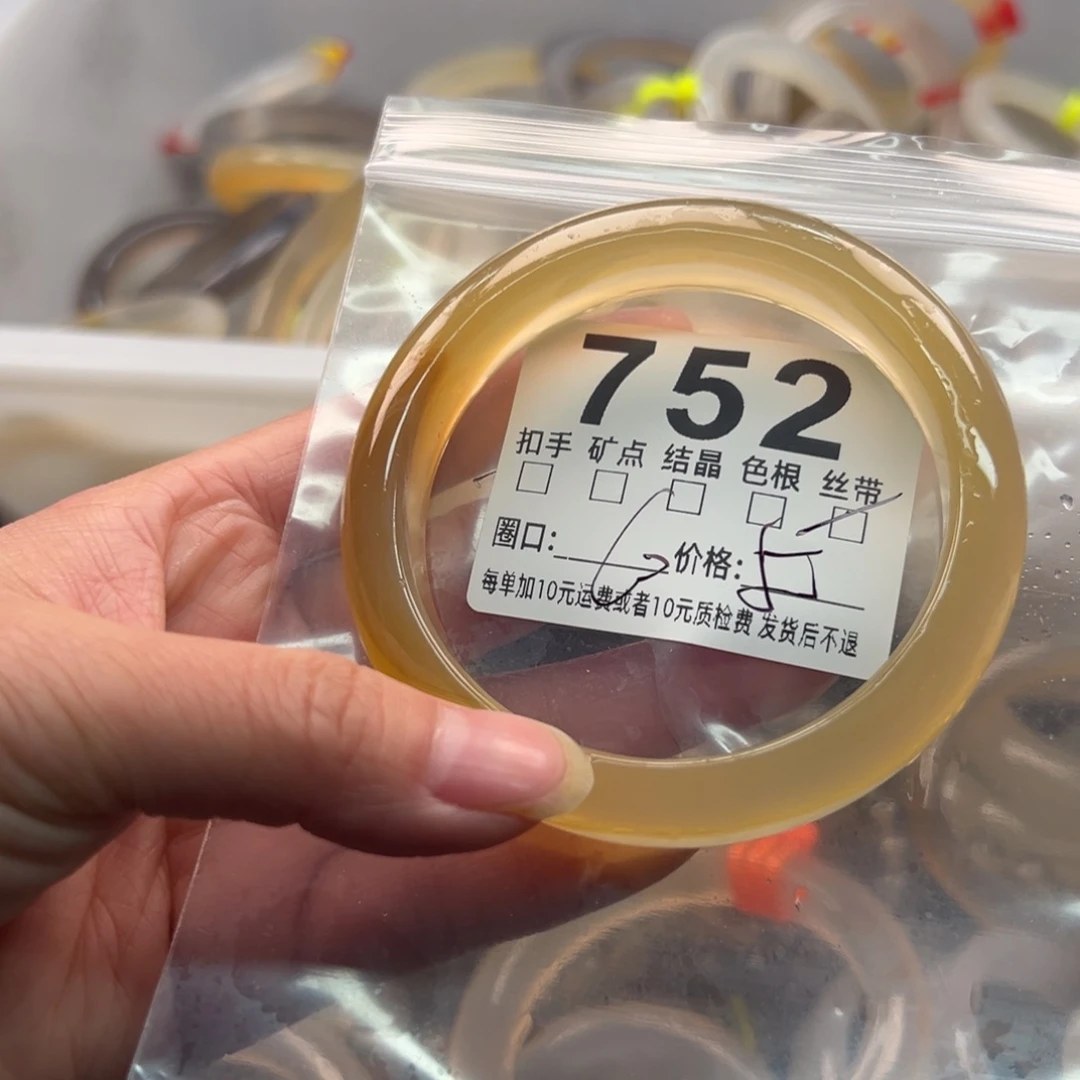 752
扣手 矿点 结晶 色根 丝带
圈口: 价格:
每单加10元运费或者10元质检费 发货后不退